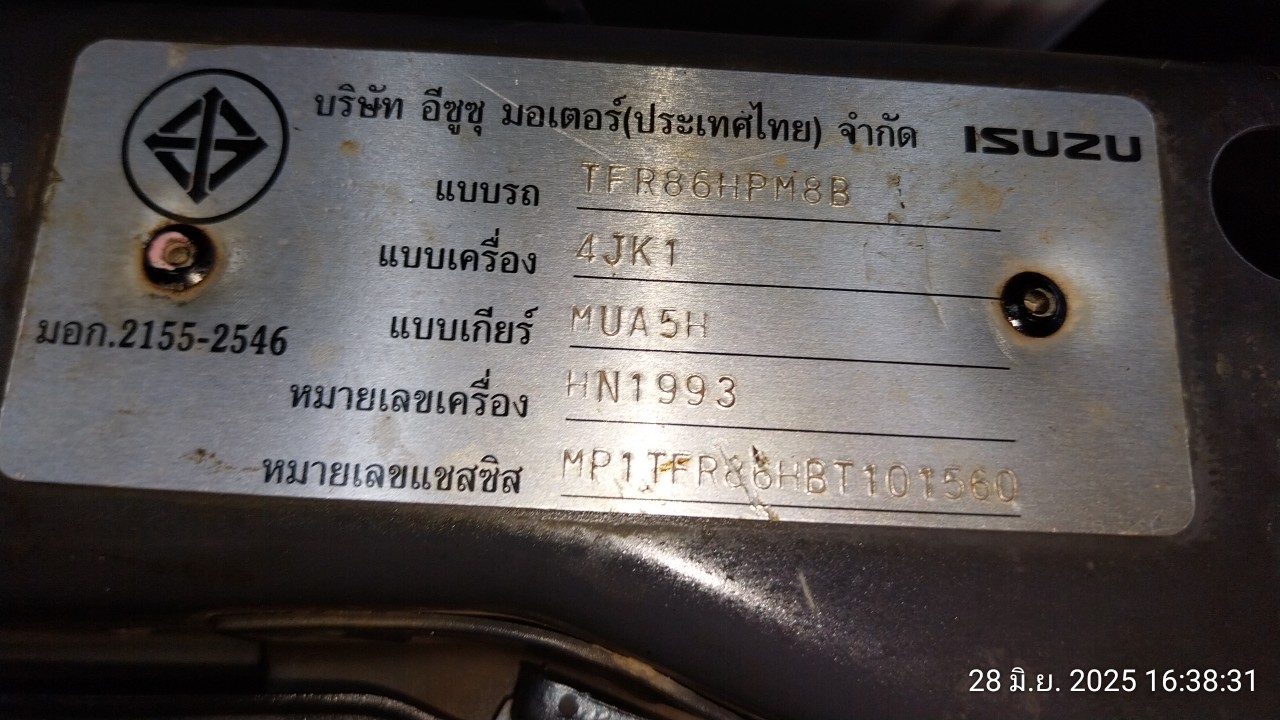 บริษัท อีซูซุ มอเตอร์(ประเทศไทย) จำกัด ISUZU
แบบรถ TFR86HPM8B
แบบเครื่อง 4JK1
มอก.2155-2546 แบบเกียร์ MUA5H
หมายเลขเครื่อง HN1993
หมายเลขแชสซิส MP1TFR86HBT101560
28 มิ.ย. 2025 16:38:31